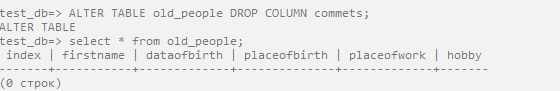 test_db=> ALTER TABLE old_people DROP COLUMN commets;
ALTER TABLE
test_db=> select * from old_people;
 index | firstname | dataofbirth | placeofbirth | placeofwork | hobby
-------+-----------+-------------+--------------+-------------+-------
(0 строк)